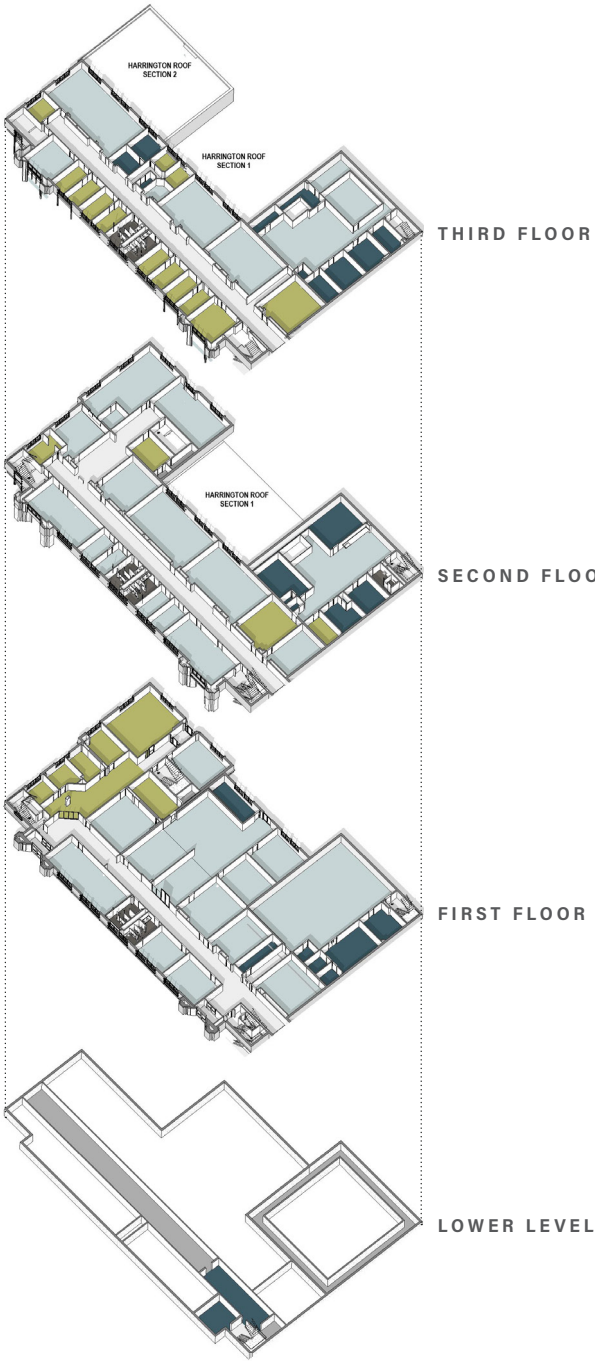 HARRINGTON ROOF
SECTION 2
HARRINGTON ROOF
SECTION 1
THIRD FLOOR
HARRINGTON ROOF
SECTION 1
SECOND FLOO
FIRST FLOOR
LOWER LEVEL